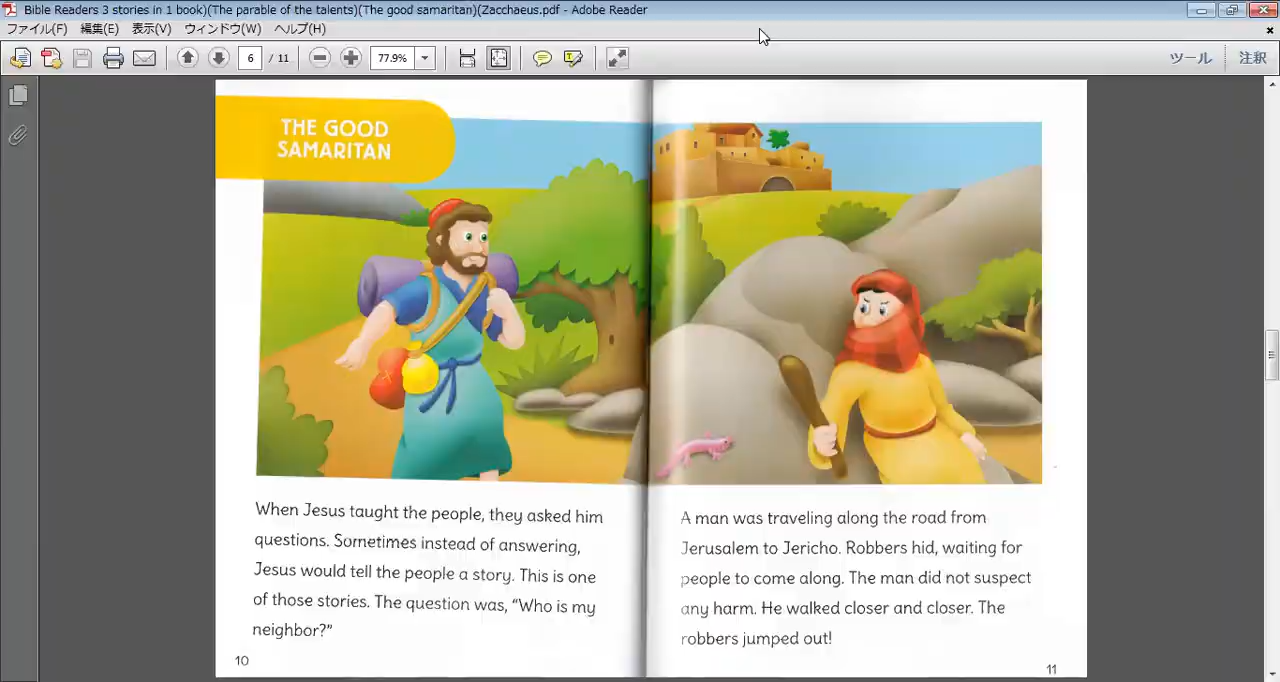 Bible Readers 3 stories in 1 book)(The parable of the talents)(The good samaritan)(Zacchaeus.pdf - Adobe Reader
ファイル(F) 編集(E) 表示(V) ウィンドウ(W) ヘルプ(H)
6 / 11 77.9% ツール 注釈
THE GOOD
SAMARITAN
When Jesus taught the people, they asked him
questions. Sometimes instead of answering,
Jesus would tell the people a story. This is one
of those stories. The question was, “Who is my
neighbor?”
10
A man was traveling along the road from
Jerusalem to Jericho. Robbers hid, waiting for
people to come along. The man did not suspect
any harm. He walked closer and closer. The
robbers jumped out!
11